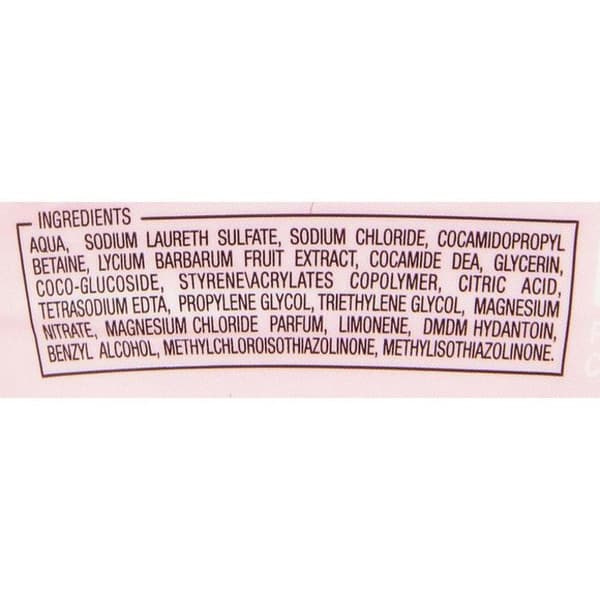 INGREDIENTS
AQUA, SODIUM LAURETH SULFATE, SODIUM CHLORIDE, COCAMIDOPROPYL
BETAINE, LYCIUM BARBARUM FRUIT EXTRACT, COCAMIDE DEA, GLYCERIN,
COCO-GLUCOSIDE, STYRENE\ACRYLATES COPOLYMER, CITRIC ACID,
TETRASODIUM EDTA, PROPYLENE GLYCOL, TRIETHYLENE GLYCOL, MAGNESIUM
NITRATE, MAGNESIUM CHLORIDE PARFUM, LIMONENE, DMDM HYDANTOIN,
BENZYL ALCOHOL, METHYLCHLOROISOTHIAZOLINONE, METHYLISOTHIAZOLINONE.